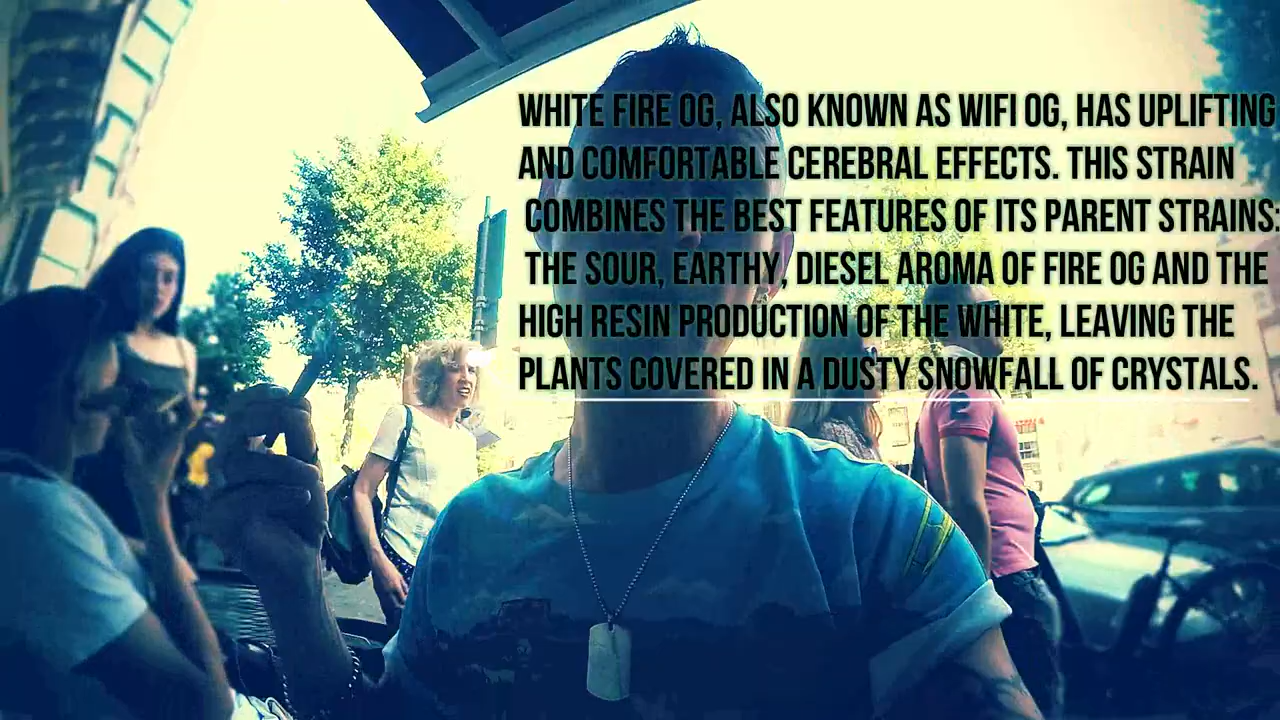 WHITE FIRE OG, ALSO KNOWN AS WIFI OG, HAS UPLIFTING
AND COMFORTABLE CEREBRAL EFFECTS. THIS STRAIN
COMBINES THE BEST FEATURES OF ITS PARENT STRAINS:
THE SOUR, EARTHY, DIESEL AROMA OF FIRE OG AND THE
HIGH RESIN PRODUCTION OF THE WHITE, LEAVING THE
PLANTS COVERED IN A DUSTY SNOWFALL OF CRYSTALS.